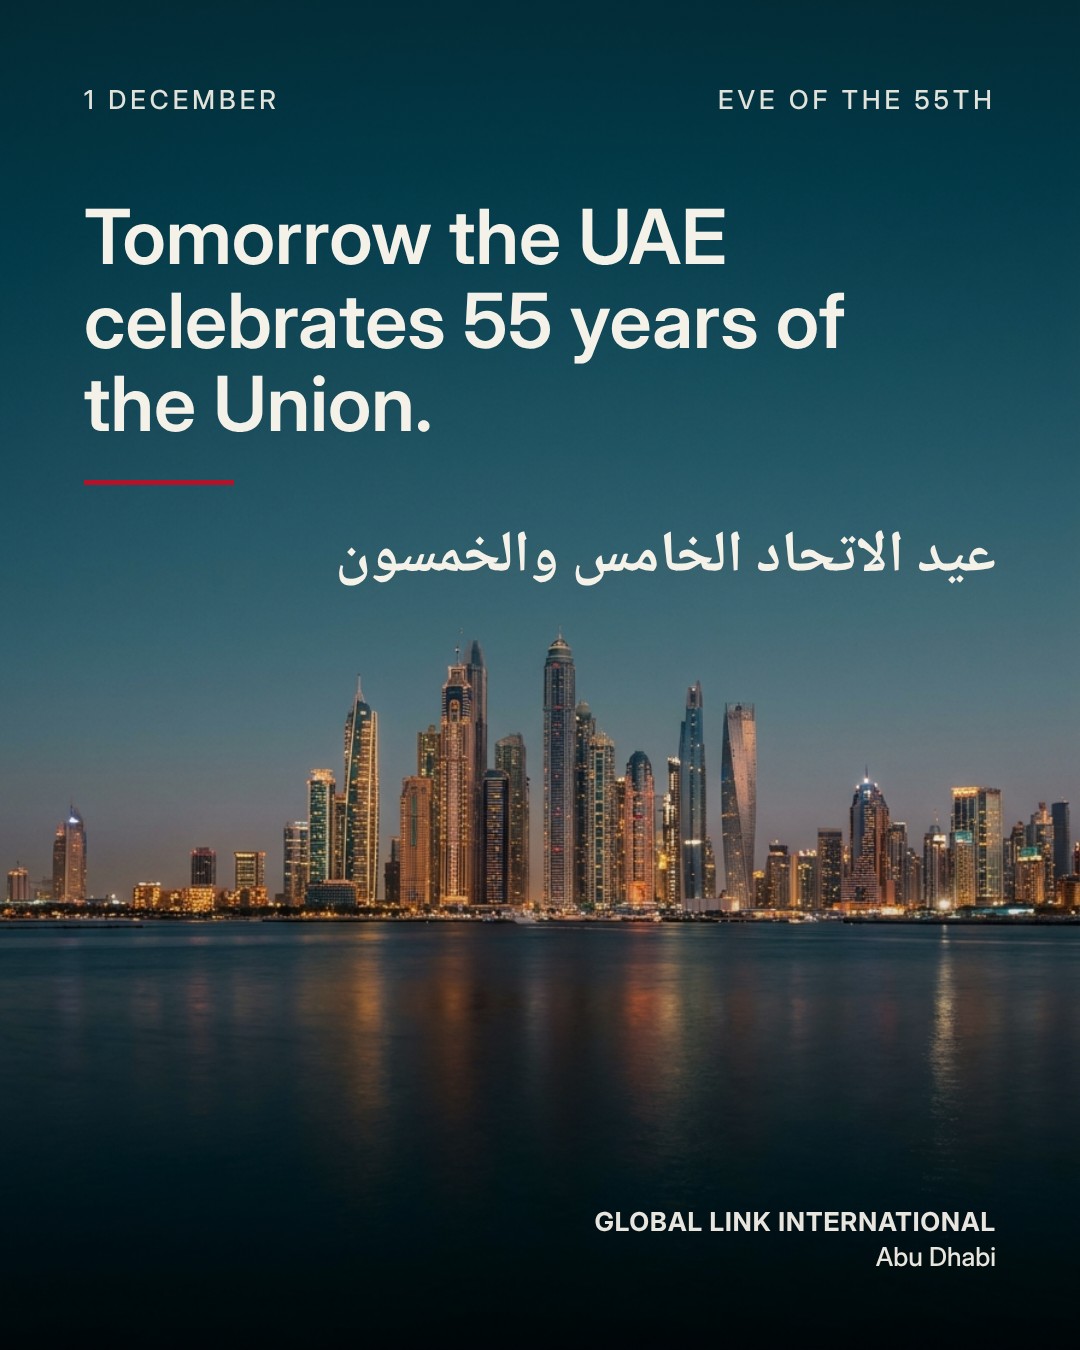 1 DECEMBER
EVE OF THE 55TH
Tomorrow the UAE
celebrates 55 years of
the Union.
عيد الاتحاد الخامس والخمسون
GLOBAL LINK INTERNATIONAL
Abu Dhabi